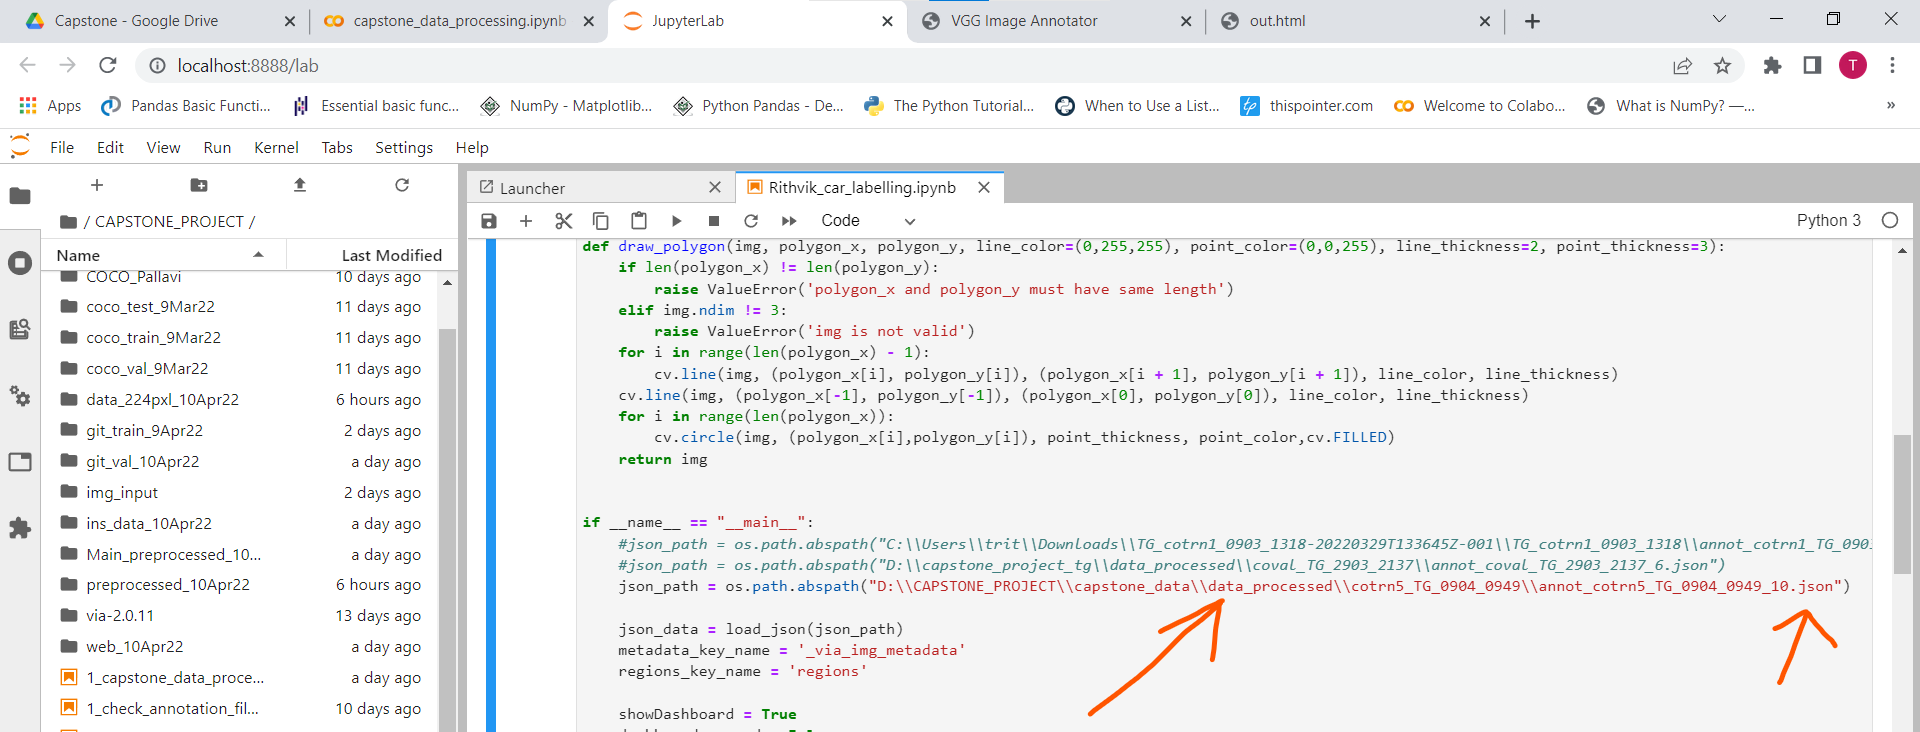 Capstone - Google Drive
capstone_data_processing.ipynb
JupyterLab
VGG Image Annotator
out.html
localhost:8888/lab
T
Apps
Pandas Basic Functi...
Essential basic func...
NumPy - Matplotlib...
Python Pandas - De...
The Python Tutorial...
When to Use a List...
tp thispointer.com
Welcome to Colabo...
What is NumPy? —...
»
File Edit View Run Kernel Tabs Settings Help
/ CAPSTONE_PROJECT /
Name Last Modified
COCO_Pallavi 10 days ago
coco_test_9Mar22 11 days ago
coco_train_9Mar22 11 days ago
coco_val_9Mar22 11 days ago
data_224pxl_10Apr22 6 hours ago
git_train_9Apr22 2 days ago
git_val_10Apr22 a day ago
img_input 2 days ago
ins_data_10Apr22 a day ago
Main_preprocessed_10... a day ago
preprocessed_10Apr22 6 hours ago
via-2.0.11 13 days ago
web_10Apr22 a day ago
1_capstone_data_proce... a day ago
1_check_annotation_fil... 10 days ago
Launcher
Rithvik_car_labelling.ipynb
Code
Python 3
def draw_polygon(img, polygon_x, polygon_y, line_color=(0,255,255), point_color=(0,0,255), line_thickness=2, point_thickness=3):
if len(polygon_x) != len(polygon_y):
raise ValueError('polygon_x and polygon_y must have same length')
elif img.ndim != 3:
raise ValueError('img is not valid')
for i in range(len(polygon_x) - 1):
cv.line(img, (polygon_x[i], polygon_y[i]), (polygon_x[i + 1], polygon_y[i + 1]), line_color, line_thickness)
cv.line(img, (polygon_x[-1], polygon_y[-1]), (polygon_x[0], polygon_y[0]), line_color, line_thickness)
for i in range(len(polygon_x)):
cv.circle(img, (polygon_x[i],polygon_y[i]), point_thickness, point_color,cv.FILLED)
return img
if __name__ == "__main__":
#json_path = os.path.abspath("C:\\Users\\trit\\Downloads\\TG_cotrn1_0903_1318-20220329T133645Z-001\\TG_cotrn1_0903_1318\\annot_cotrn1_TG_090
#json_path = os.path.abspath("D:\\capstone_project_tg\\data_processed\\coval_TG_2903_2137\\annot_coval_TG_2903_2137_6.json")
json_path = os.path.abspath("D:\\CAPSTONE_PROJECT\\capstone_data\\data_processed\\cotrn5_TG_0904_0949\\annot_cotrn5_TG_0904_0949_10.json")
json_data = load_json(json_path)
metadata_key_name = '_via_img_metadata'
regions_key_name = 'regions'
showDashboard = True